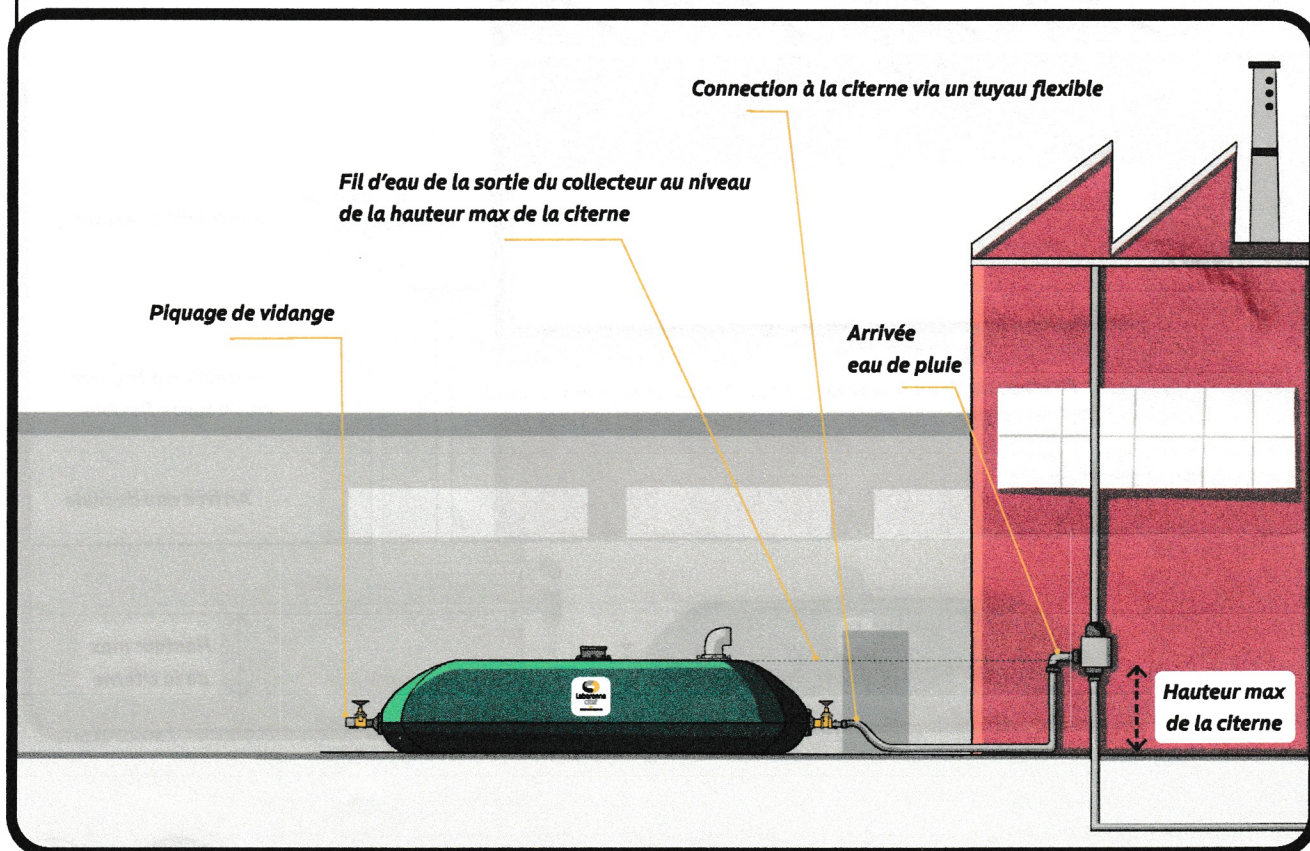 Connection à la citerne via un tuyau flexible
Fil d'eau de la sortie du collecteur au niveau
de la hauteur max de la citerne
Piquage de vidange
Arrivée
eau de pluie
Labaronne
Hauteur max
de la citerne